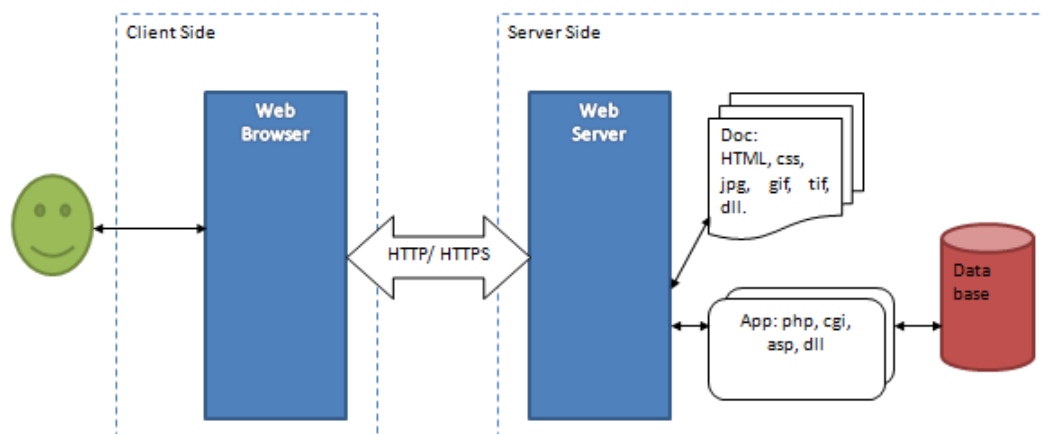 Client Side
Server Side
Web
Browser
HTTP/ HTTPS
Web
Server
Doc:
HTML, css,
jpg, gif, tif,
dll.
App: php, cgi,
asp, dll
Data
base